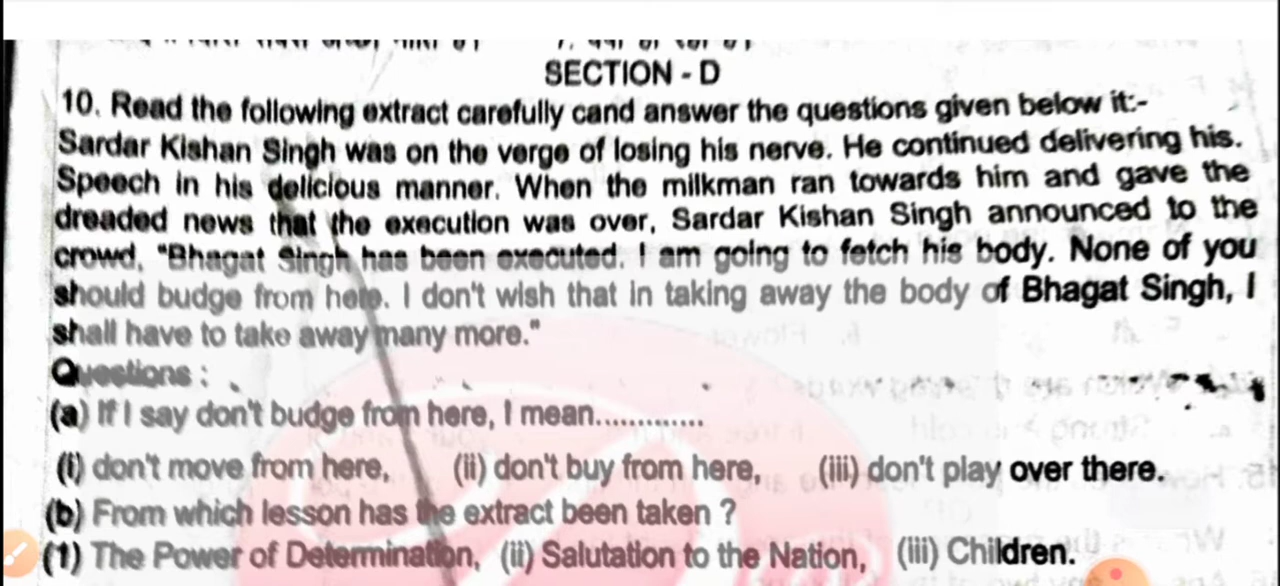 SECTION - D
10. Read the following extract carefully cand answer the questions given below it:-
Sardar Kishan Singh was on the verge of losing his nerve. He continued delivering his.
Speech in his delicious manner. When the milkman ran towards him and gave the
dreaded news that the execution was over, Sardar Kishan Singh announced to the
crowd, "Bhagat Singh has been executed. I am going to fetch his body. None of you
should budge from here. I don't wish that in taking away the body of Bhagat Singh, I
shall have to take away many more."
Questions :
(a) If I say don't budge from here, I mean.............
(i) don't move from here, (ii) don't buy from here, (iii) don't play over there.
(b) From which lesson has the extract been taken ?
(1) The Power of Determination, (ii) Salutation to the Nation, (iii) Children.